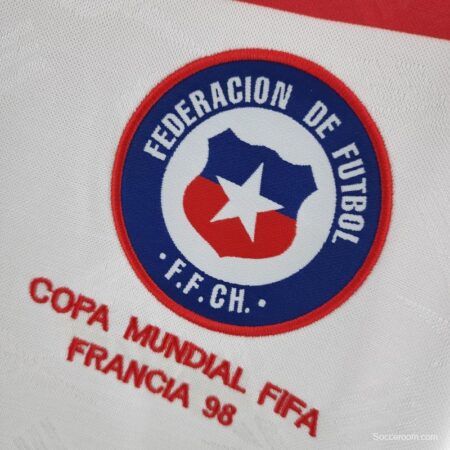 FEDERACION DE FUTBOL
· F.F.CH. ·
COPA MUNDIAL FIFA
FRANCIA 98
Socceroom.com